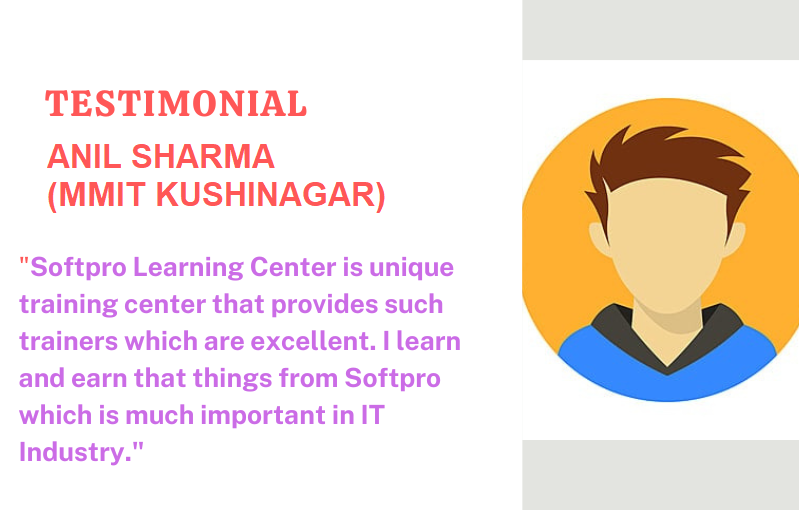 TESTIMONIAL
ANIL SHARMA
(MMIT KUSHINAGAR)
"Softpro Learning Center is unique
training center that provides such
trainers which are excellent. I learn
and earn that things from Softpro
which is much important in IT
Industry."